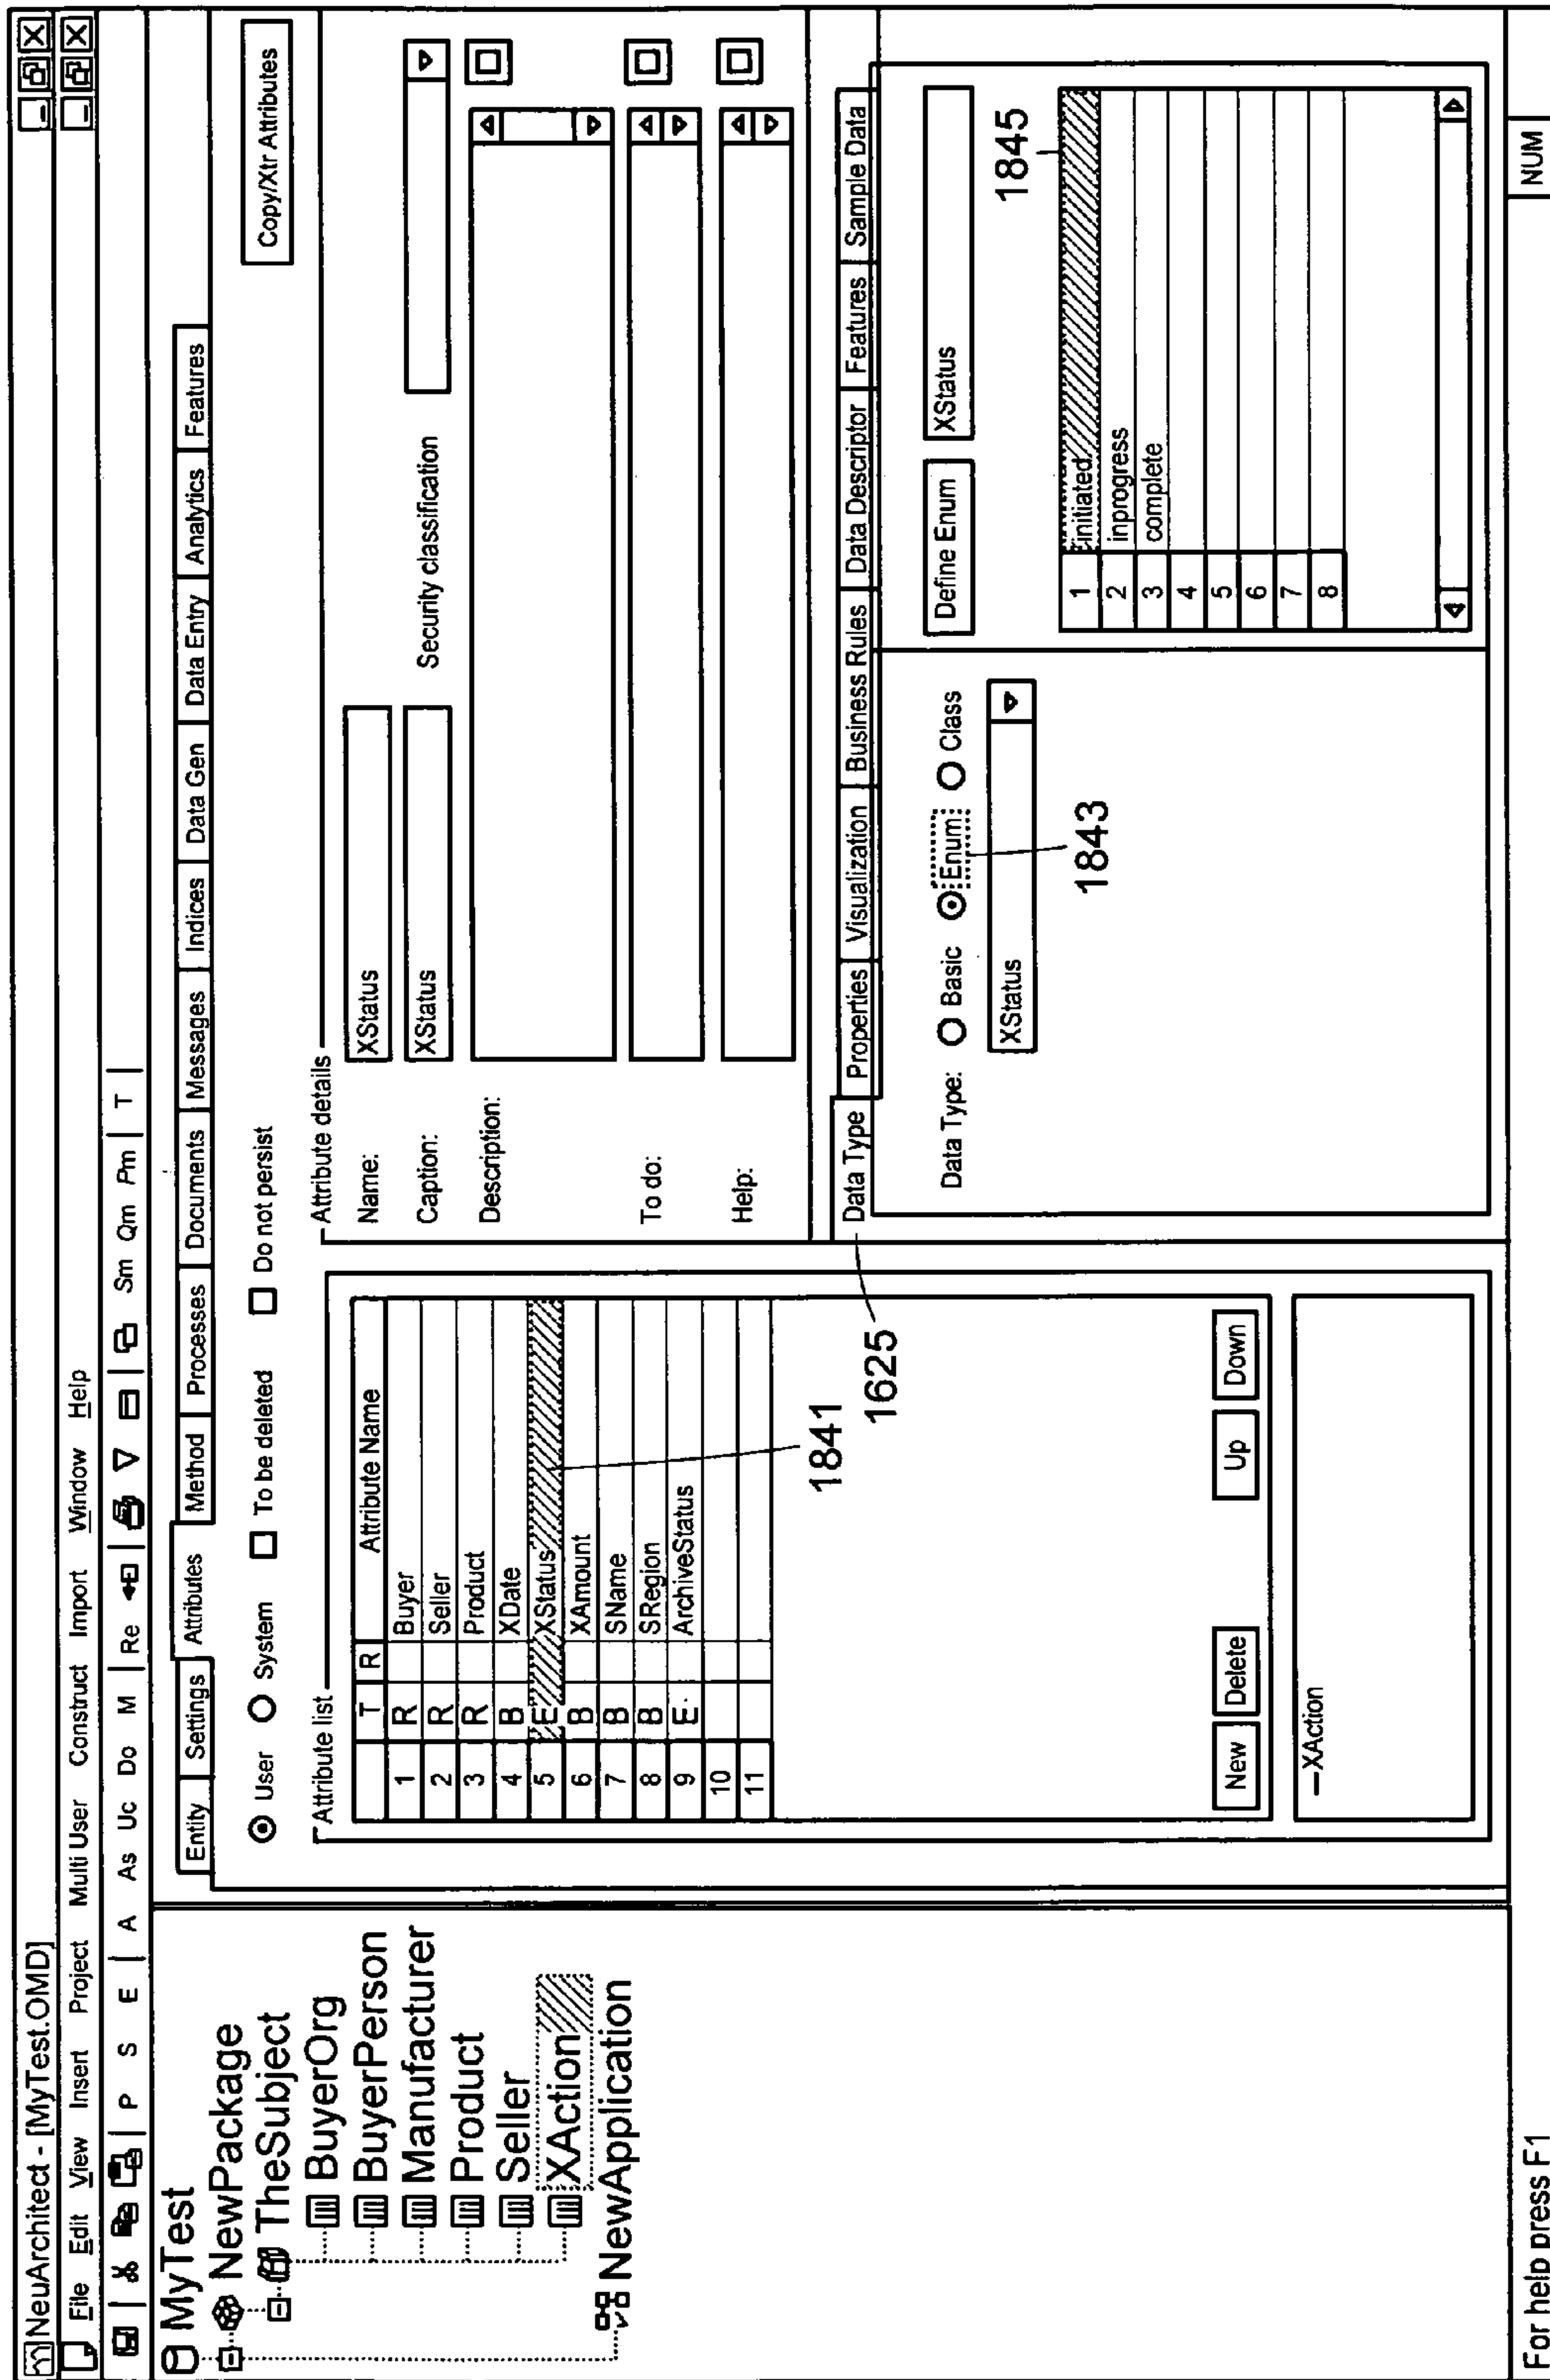 NeuArchitect - [MyTest.OMD]
File Edit View Insert Project Multi User Construct Import Window Help
P S E A As Uc Do M Re Sm Qm Pm T
MyTest
NewPackage
TheSubject
BuyerOrg
BuyerPerson
Manufacturer
Product
Seller
XAction
NewApplication
Entity Settings Attributes Method Processes Documents Messages Indices Data Gen Data Entry Analytics Features
User System To be deleted Do not persist
Copy/Xtr Attributes
Attribute list
T R Attribute Name
1 R Buyer
2 R Seller
3 R Product
4 B XDate
5 E XStatus
6 B XAmount
7 B SName
8 B SRegion
9 E ArchiveStatus
10
11
1841
1625
New Delete Up Down
XAction
Attribute details
Name: XStatus
Caption: XStatus Security classification
Description:
To do:
Help:
Data Type Properties Visualization Business Rules Data Descriptor Features Sample Data
Data Type: Basic Enum Class
XStatus
1843
Define Enum XStatus
1845
1 initiated
2 inprogress
3 complete
4
5
6
7
8
For help press F1
NUM